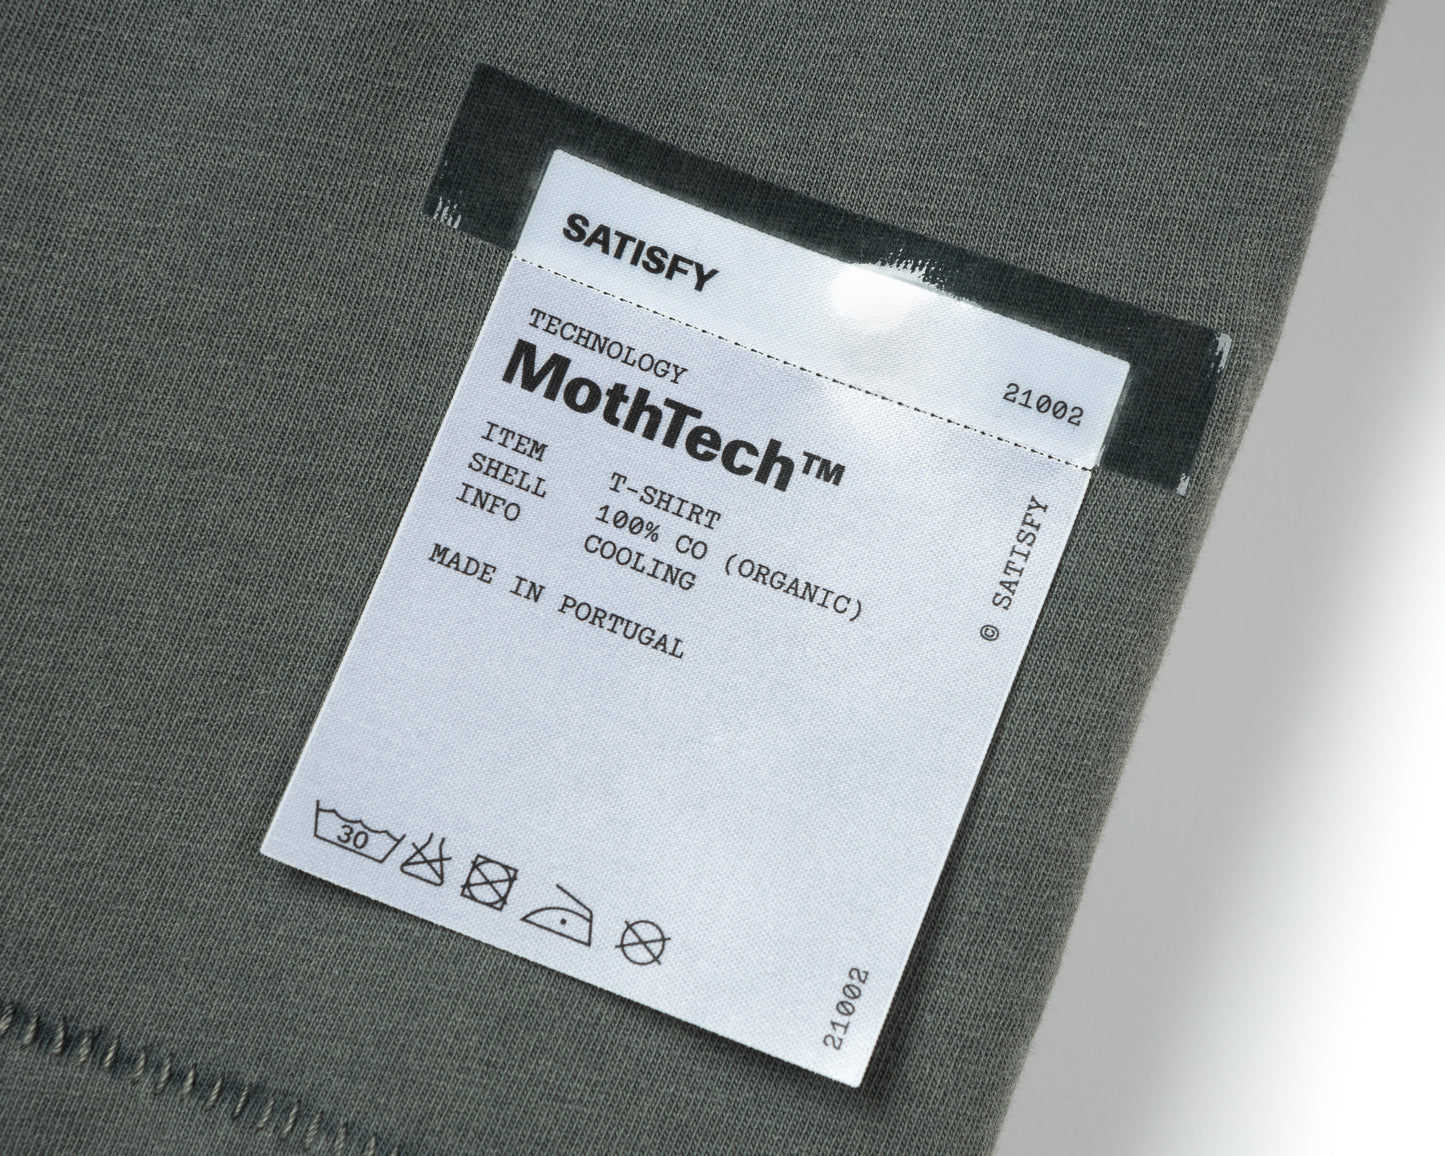 SATISFY
21002
TECHNOLOGY
MothTech™
ITEM T-SHIRT
SHELL 100% CO (ORGANIC)
INFO COOLING
MADE IN PORTUGAL
© SATISFY
30
21002